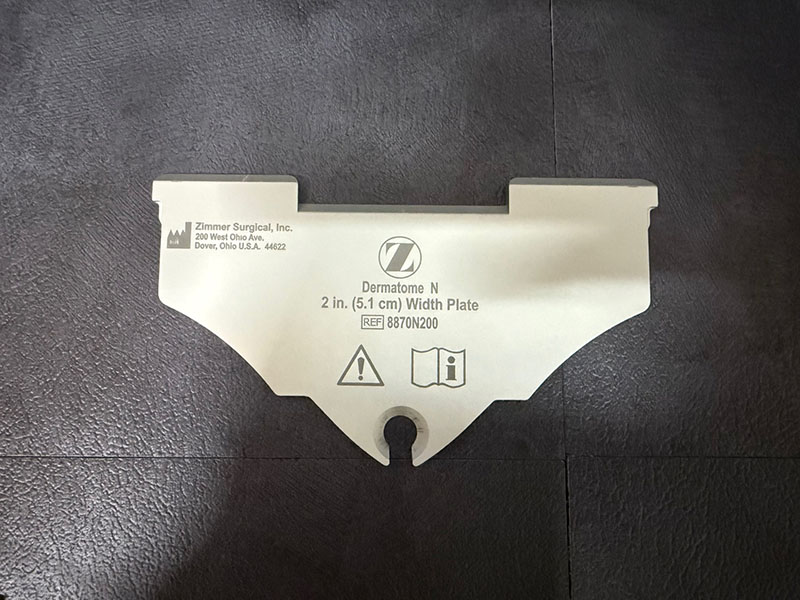 Zimmer Surgical, Inc.
200 West Ohio Ave.
Dover, Ohio U.S.A. 44622
Z
Dermatome N
2 in. (5.1 cm) Width Plate
REF 8870N200